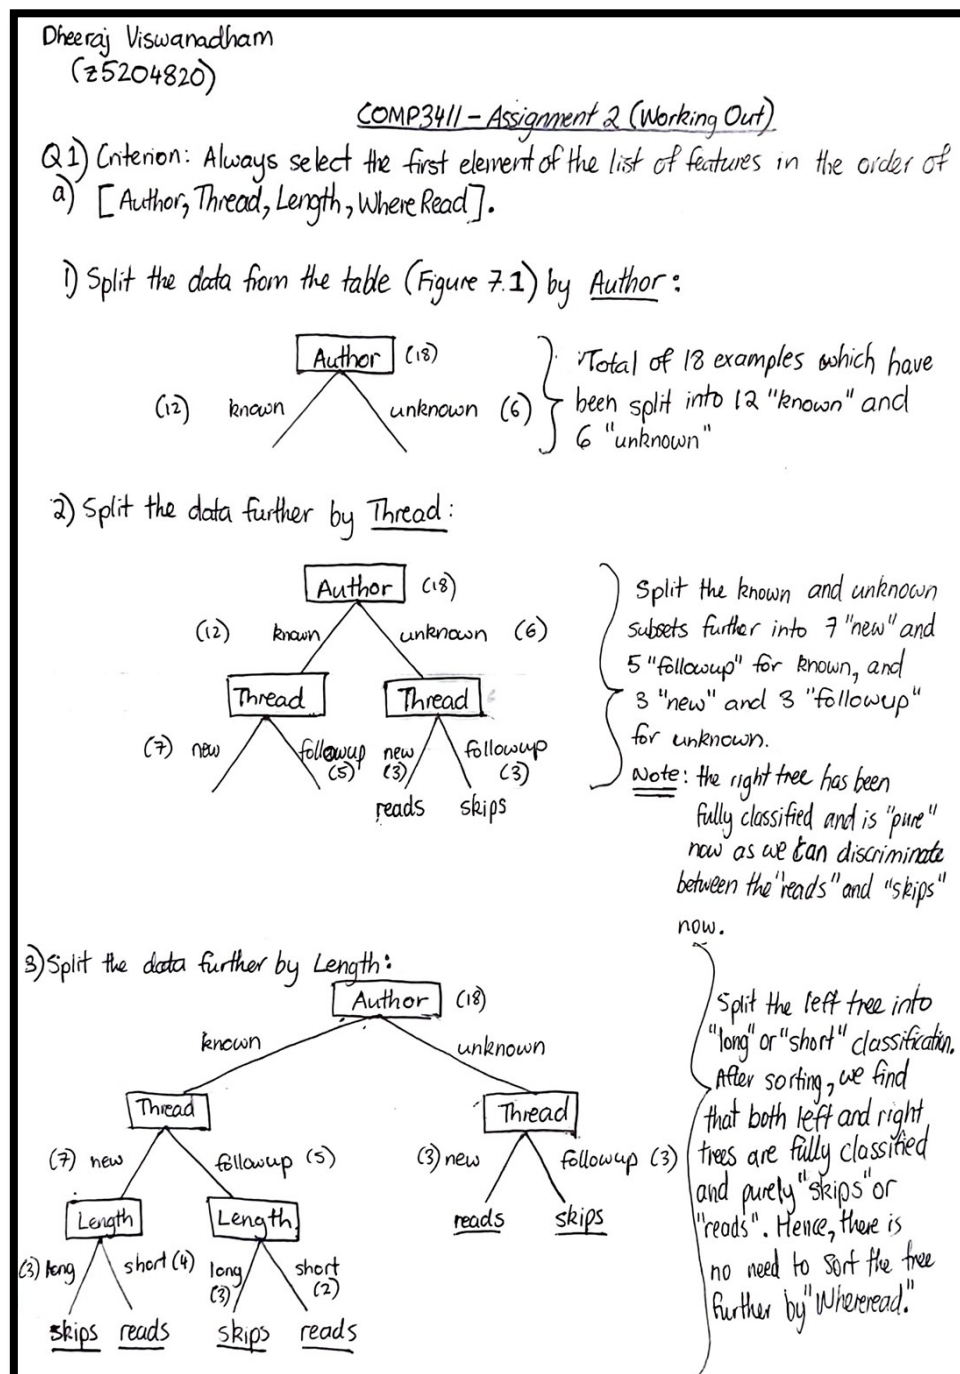 Dheeraj Viswanadham
(z5204820)
COMP3411 - Assignment 2 (Working Out)
Q1) Criterion: Always select the first element of the list of features in the order of
a) [Author, Thread, Length, Where Read].
1) Split the data from the table (Figure 7.1) by Author:
Author (18)
(12) known unknown (6)
Total of 18 examples which have
been split into 12 "known" and
6 "unknown"
2) Split the data further by Thread:
Author (18)
(12) known unknown (6)
Thread Thread
(7) new followup (5) new (3) followup (3)
reads skips
Split the known and unknown
subsets further into 7 "new" and
5 "followup" for known, and
3 "new" and 3 "followup"
for unknown.
Note: the right tree has been
fully classified and is "pure"
now as we can discriminate
between the "reads" and "skips"
now.
3) Split the data further by Length:
Author (18)
known unknown
Thread Thread
(7) new followup (5) (3) new followup (3)
Length Length reads skips
(3) long short (4) long (3) short (2)
skips reads skips reads
Split the left tree into
"long" or "short" classification.
After sorting, we find
that both left and right
trees are fully classified
and purely "skips" or
"reads". Hence, there is
no need to sort the tree
further by "Whereread."